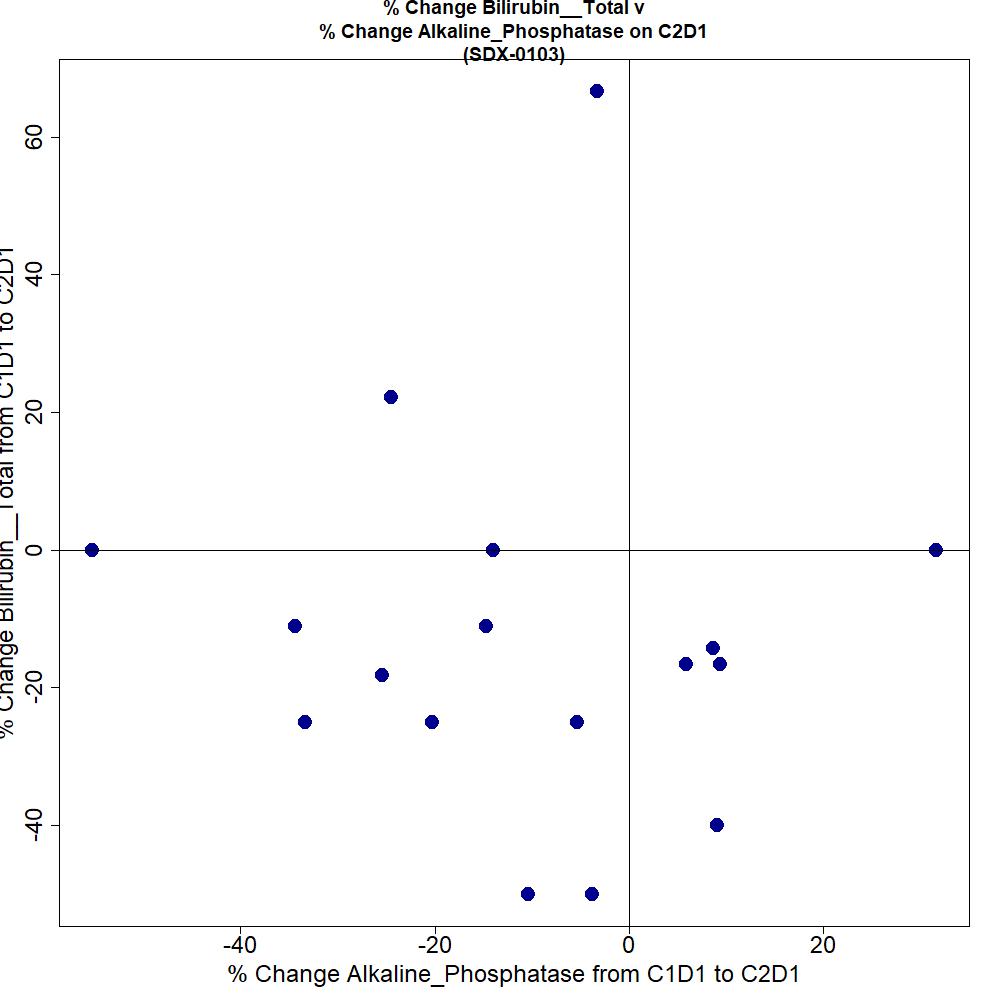 % Change Bilirubin__Total v
% Change Alkaline_Phosphatase on C2D1
(SDX-0103)
% Change Bilirubin__Total from C1D1 to C2D1
60
40
20
0
-20
-40
-40
-20
0
20
% Change Alkaline_Phosphatase from C1D1 to C2D1